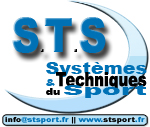 S.T.S
Systèmes
& Techniques
du Sport
info@stsport.fr || www.stsport.fr